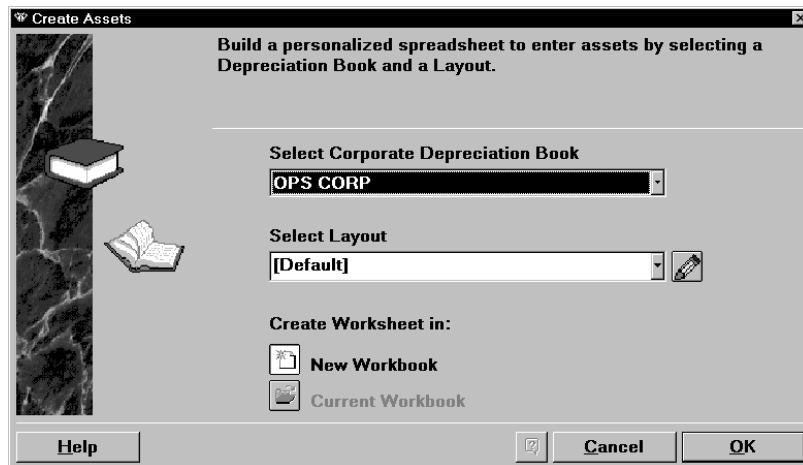 Create Assets
Build a personalized spreadsheet to enter assets by selecting a
Depreciation Book and a Layout.
Select Corporate Depreciation Book
OPS CORP
Select Layout
[Default]
Create Worksheet in:
New Workbook
Current Workbook
Help
Cancel
OK